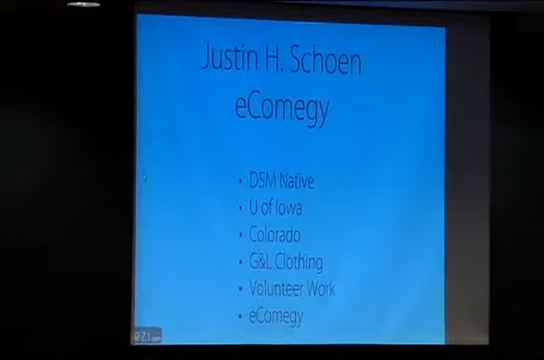 Justin H. Schoen
eComegy
• DSM Native
• U of Iowa
• Colorado
• G&L Clothing
• Volunteer Work
• eComegy